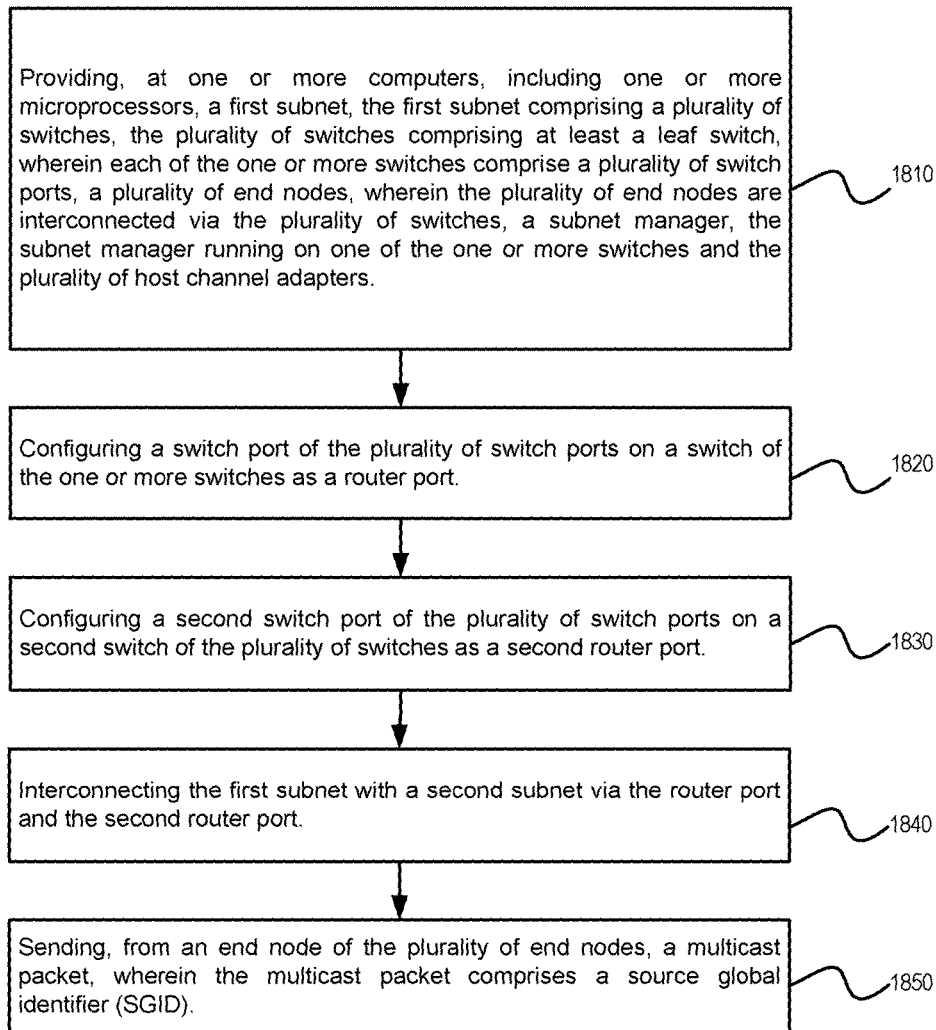 Providing, at one or more computers, including one or more
microprocessors, a first subnet, the first subnet comprising a plurality of
switches, the plurality of switches comprising at least a leaf switch,
wherein each of the one or more switches comprise a plurality of switch
ports, a plurality of end nodes, wherein the plurality of end nodes are
interconnected via the plurality of switches, a subnet manager, the
subnet manager running on one of the one or more switches and the
plurality of host channel adapters.
1810
Configuring a switch port of the plurality of switch ports on a switch of
the one or more switches as a router port.
1820
Configuring a second switch port of the plurality of switch ports on a
second switch of the plurality of switches as a second router port.
1830
Interconnecting the first subnet with a second subnet via the router port
and the second router port.
1840
Sending, from an end node of the plurality of end nodes, a multicast
packet, wherein the multicast packet comprises a source global
identifier (SGID).
1850